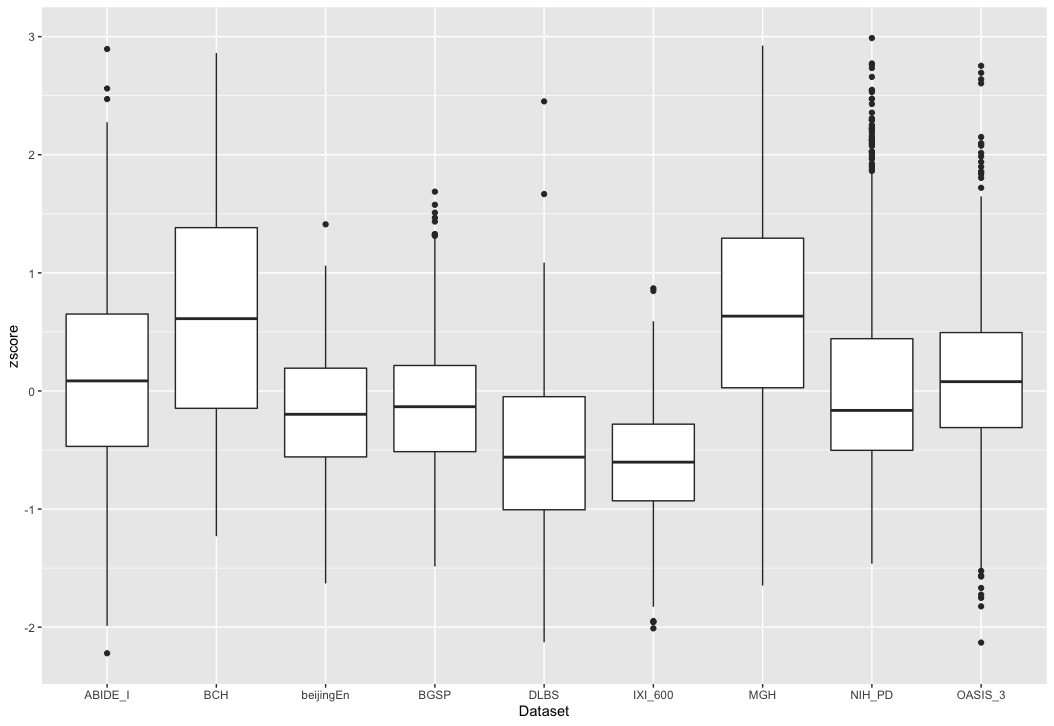 zscore
3
2
1
0
-1
-2
ABIDE_I BCH beijingEn BGSP DLBS IXI_600 MGH NIH_PD OASIS_3
Dataset